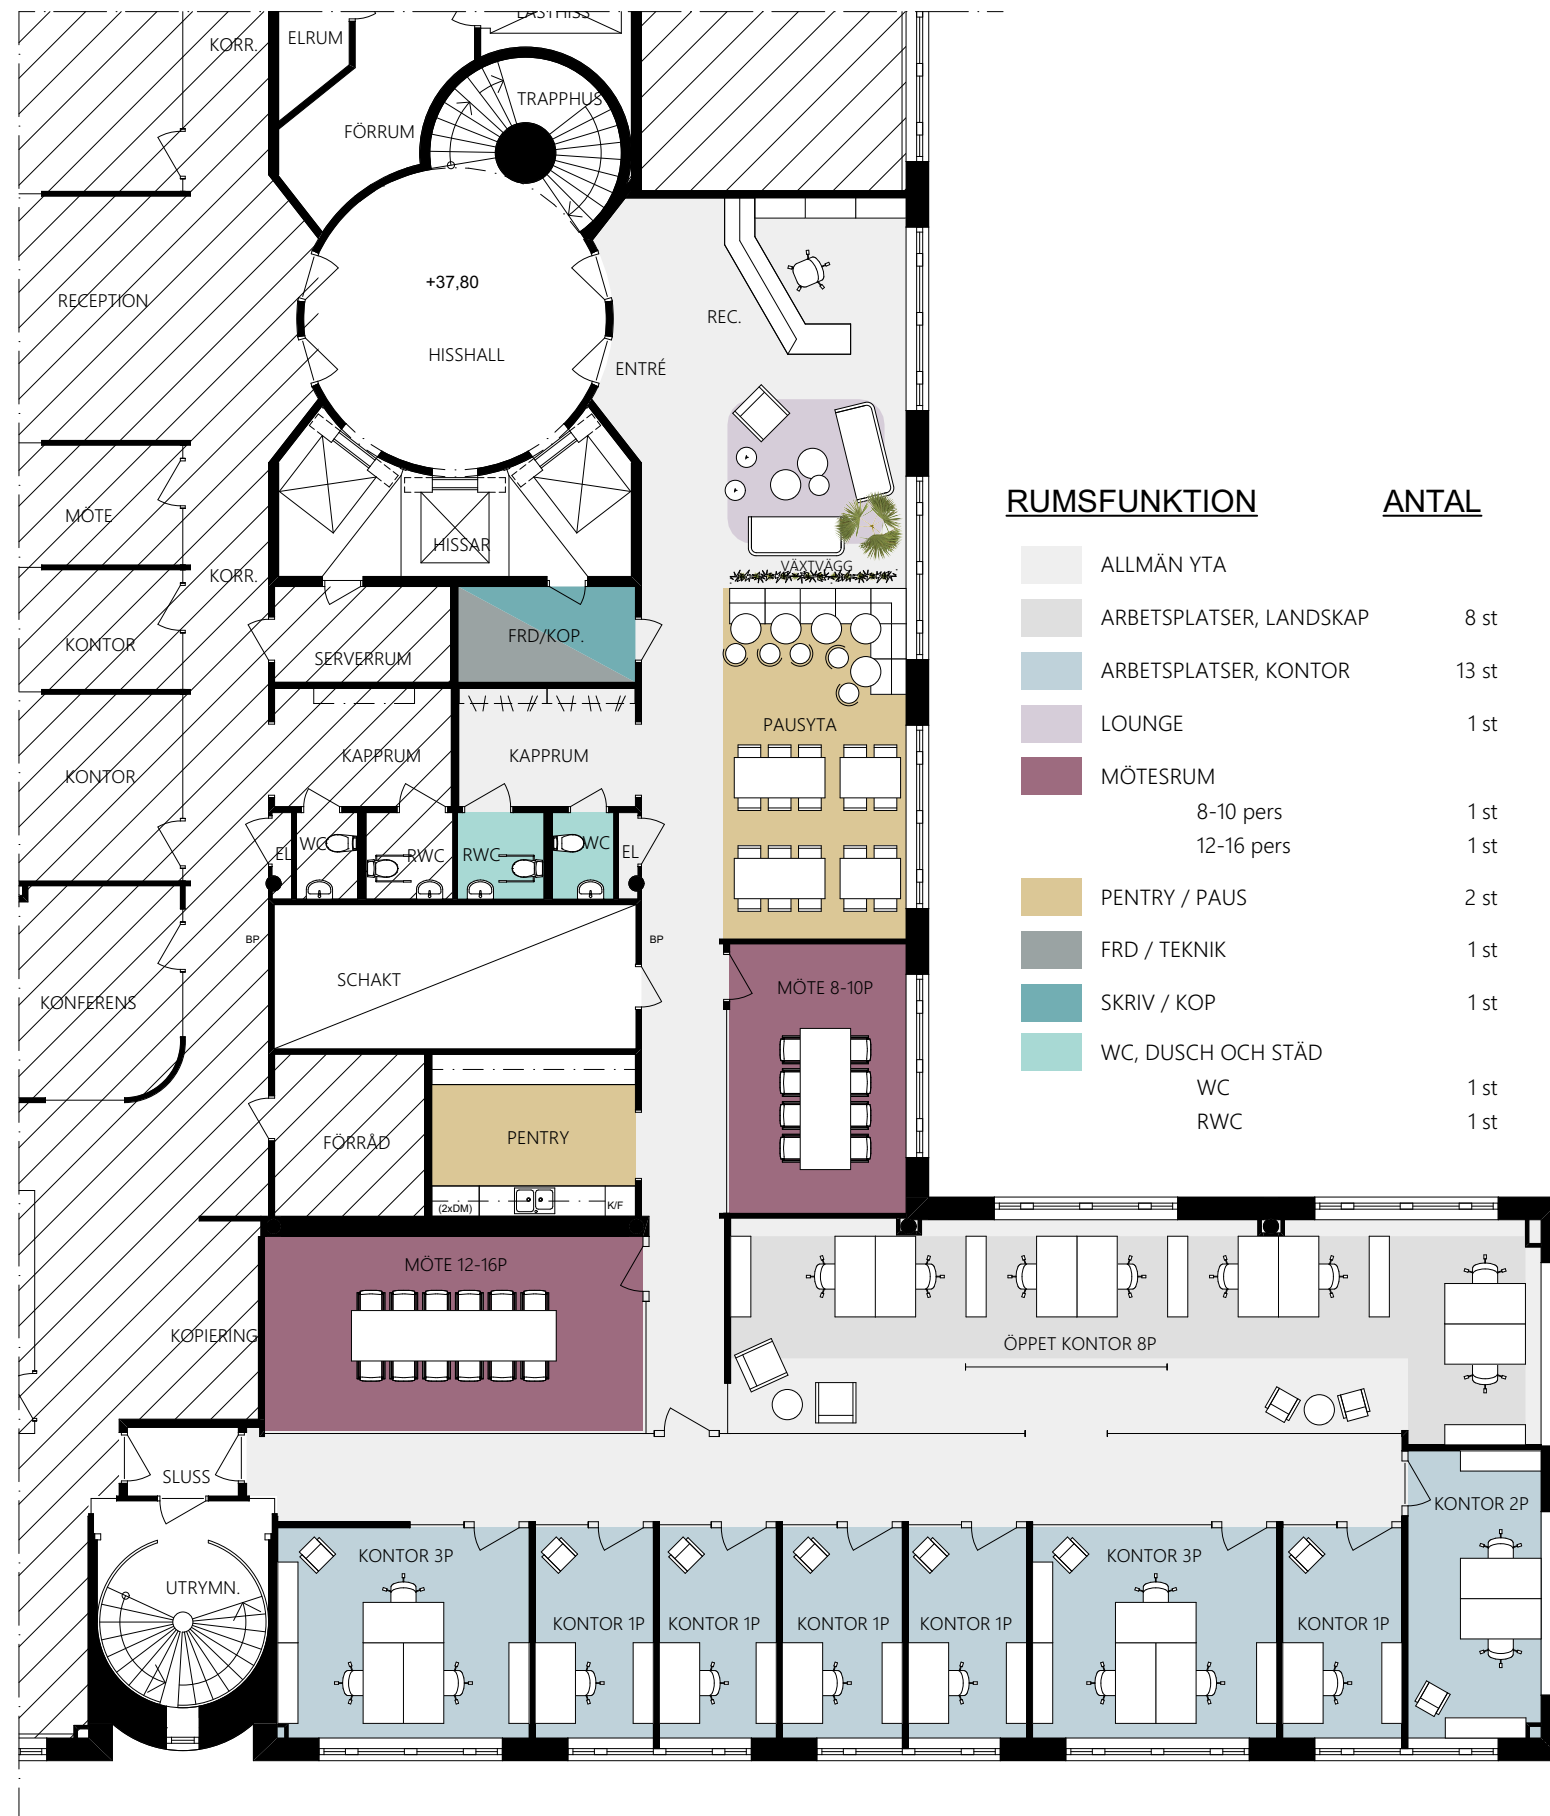 LASTHISS
ELRUM
KORR.
TRAPPHUS
FÖRRUM
+37,80
RECEPTION
REC.
HISSHALL
ENTRÉ
RUMSFUNKTION ANTAL
MÖTE
HISSAR
VÄXTVÄGG
KORR.
ALLMÄN YTA
ARBETSPLATSER, LANDSKAP 8 st
FRD/KOP.
KONTOR
SERVERRUM
ARBETSPLATSER, KONTOR 13 st
LOUNGE 1 st
PAUSYTA
KAPPRUM
KAPPRUM
KONTOR
MÖTESRUM
8-10 pers 1 st
12-16 pers 1 st
EL
WC
RWC
RWC
WC
EL
PENTRY / PAUS 2 st
BP
BP
FRD / TEKNIK 1 st
SCHAKT
MÖTE 8-10P
KONFERENS
SKRIV / KOP 1 st
WC, DUSCH OCH STÄD
WC 1 st
RWC 1 st
FÖRRÅD
PENTRY
(2xDM)
K/F
MÖTE 12-16P
KOPIERING
ÖPPET KONTOR 8P
SLUSS
KONTOR 2P
KONTOR 3P
KONTOR 3P
UTRYMN.
KONTOR 1P
KONTOR 1P
KONTOR 1P
KONTOR 1P
KONTOR 1P